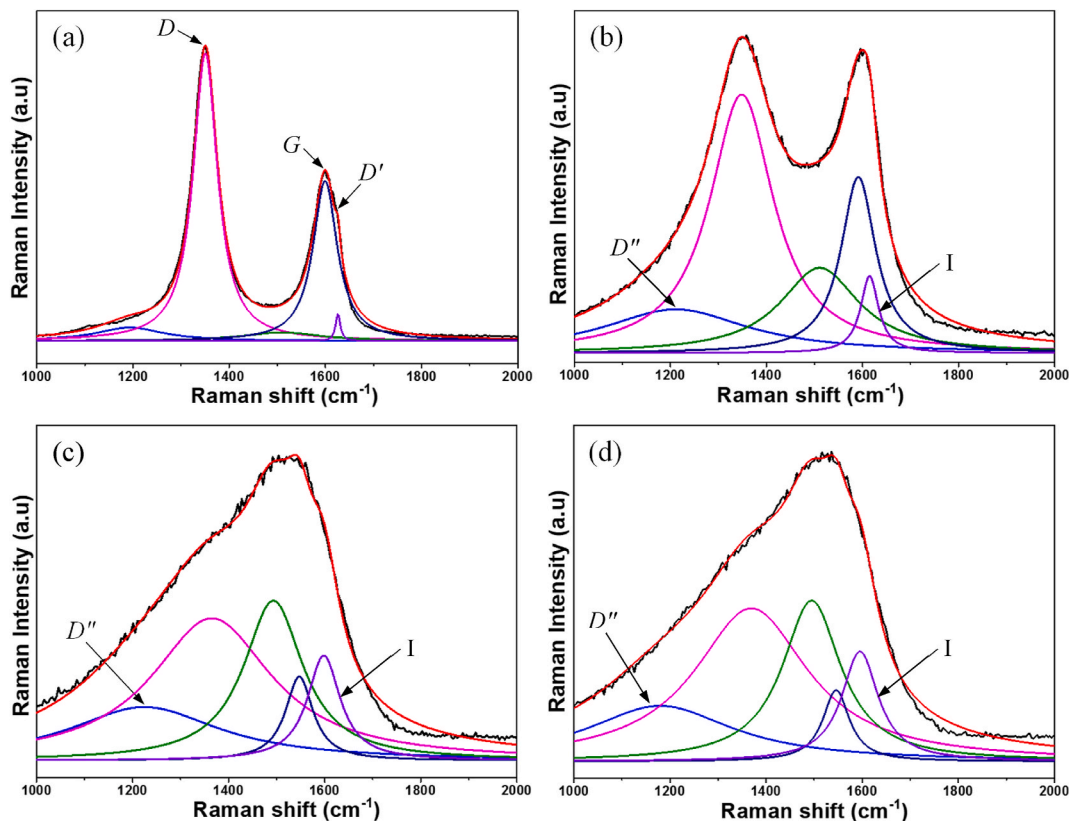 (a)
D
G
D′
Raman Intensity (a.u)
1000 1200 1400 1600 1800 2000
Raman shift (cm⁻¹)
(b)
D″
I
Raman Intensity (a.u)
1000 1200 1400 1600 1800 2000
Raman shift (cm⁻¹)
(c)
D″
I
Raman Intensity (a.u)
1000 1200 1400 1600 1800 2000
Raman shift (cm⁻¹)
(d)
D″
I
Raman Intensity (a.u)
1000 1200 1400 1600 1800 2000
Raman shift (cm⁻¹)